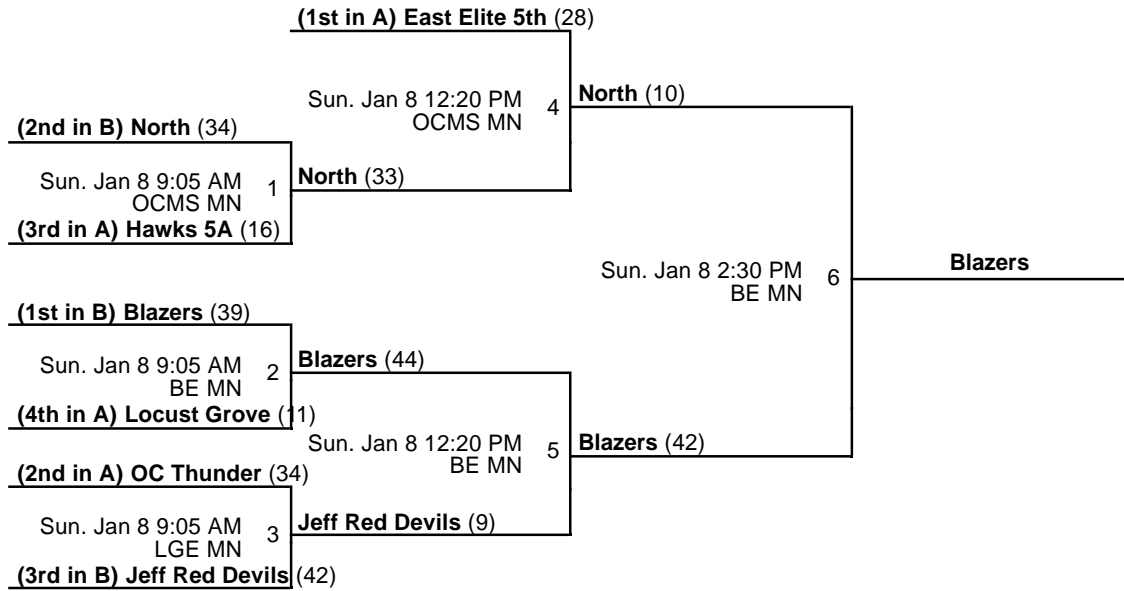 (1st in A) East Elite 5th (28)
Sun. Jan 8 12:20 PM 4
OCMS MN
North (10)
(2nd in B) North (34)
Sun. Jan 8 9:05 AM 1
OCMS MN
North (33)
(3rd in A) Hawks 5A (16)
Sun. Jan 8 2:30 PM 6
BE MN
Blazers
(1st in B) Blazers (39)
Sun. Jan 8 9:05 AM 2
BE MN
Blazers (44)
(4th in A) Locust Grove (11)
Sun. Jan 8 12:20 PM 5
BE MN
Blazers (42)
(2nd in A) OC Thunder (34)
Sun. Jan 8 9:05 AM 3
LGE MN
Jeff Red Devils (9)
(3rd in B) Jeff Red Devils (42)